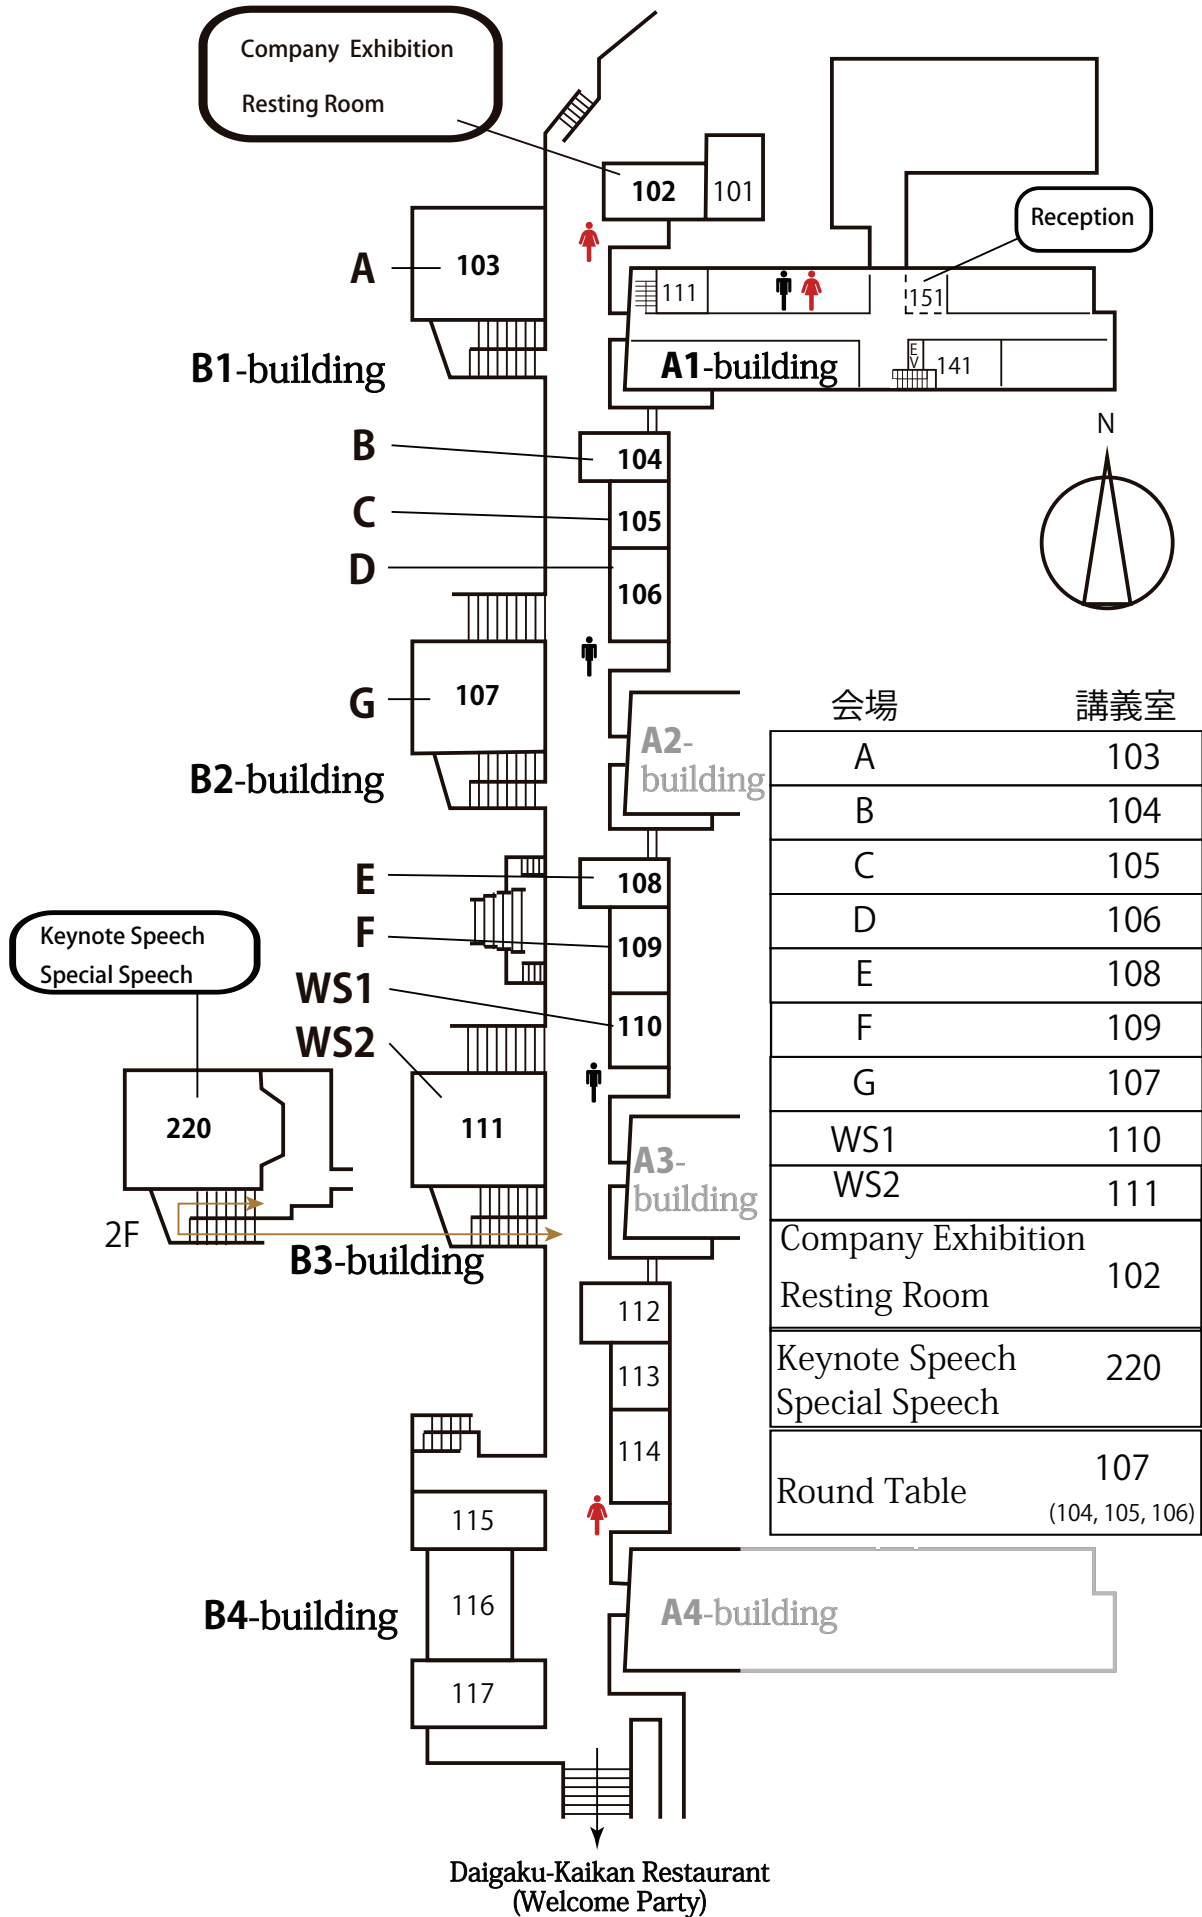 Company Exhibition
Resting Room
102
101
Reception
A
103
111
151
B1-building
A1-building
E
V
141
B
104
N
C
105
D
106
G
107
A2-
building
B2-building
E
108
F
109
Keynote Speech
Special Speech
WS1
110
WS2
220
111
A3-
building
2F
B3-building
112
113
114
115
B4-building
116
A4-building
117
Daigaku-Kaikan Restaurant
(Welcome Party)
会場 講義室
A 103
B 104
C 105
D 106
E 108
F 109
G 107
WS1 110
WS2 111
Company Exhibition
Resting Room 102
Keynote Speech 220
Special Speech
Round Table 107
(104, 105, 106)